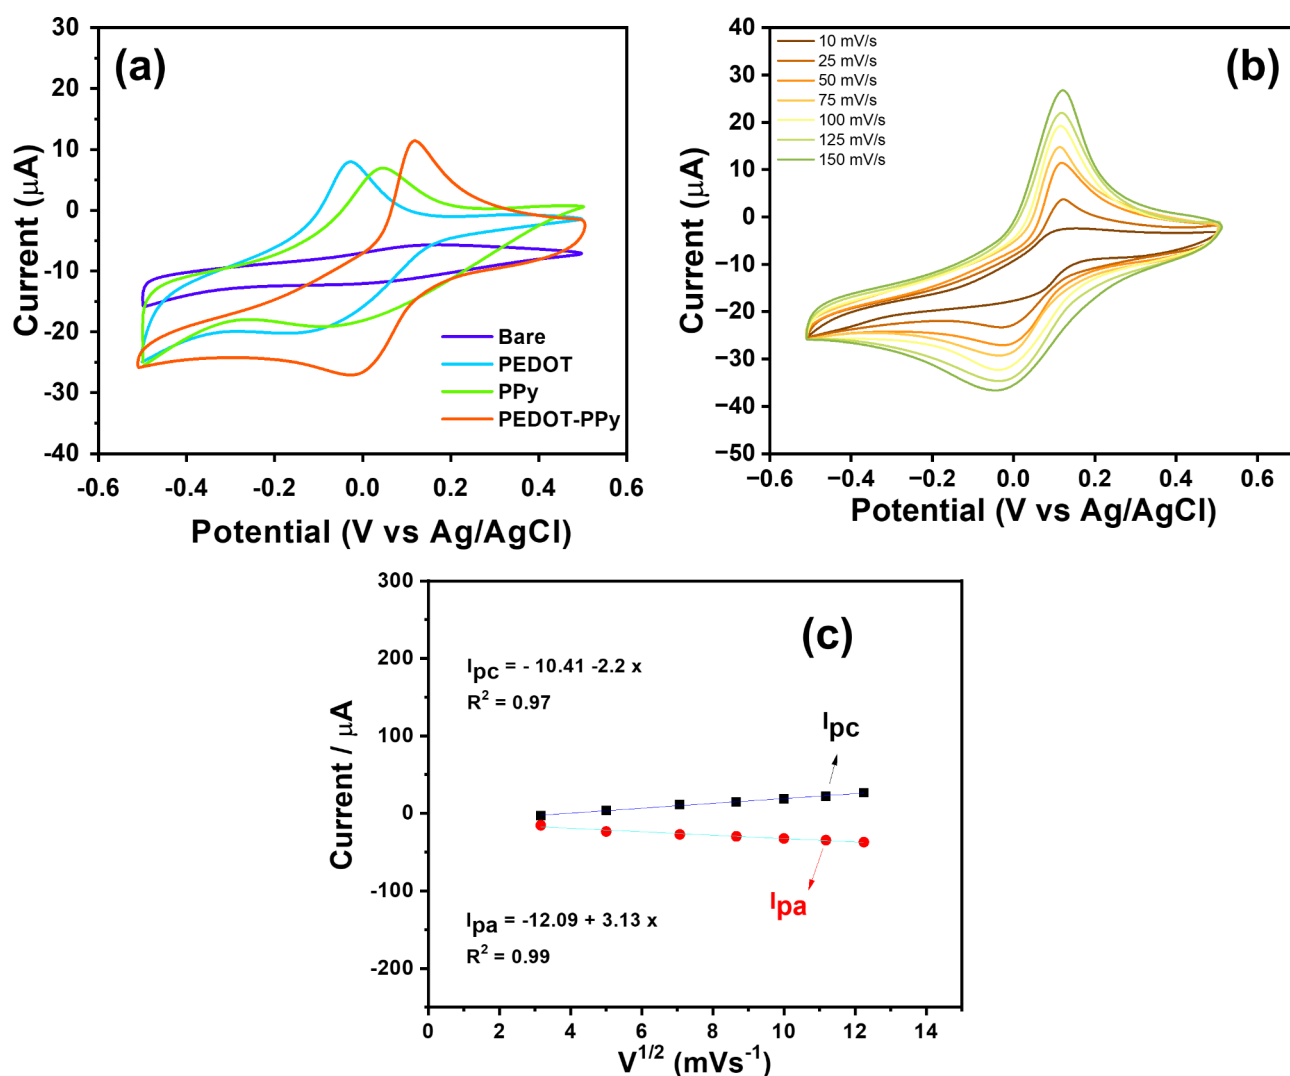 (a)
30
20
10
0
-10
-20
-30
-40
Current (μA)
-0.6 -0.4 -0.2 0.0 0.2 0.4 0.6
Potential (V vs Ag/AgCl)
Bare
PEDOT
PPy
PEDOT-PPy
(b)
40
30
20
10
0
−10
−20
−30
−40
−50
Current (μA)
−0.6 −0.4 −0.2 0.0 0.2 0.4 0.6
Potential (V vs Ag/AgCl)
10 mV/s
25 mV/s
50 mV/s
75 mV/s
100 mV/s
125 mV/s
150 mV/s
(c)
300
200
100
0
-100
-200
Current / μA
0 2 4 6 8 10 12 14
V^1/2 (mVs^-1)
Ipc = - 10.41 -2.2 x
R^2 = 0.97
Ipc
Ipa
Ipa = -12.09 + 3.13 x
R^2 = 0.99